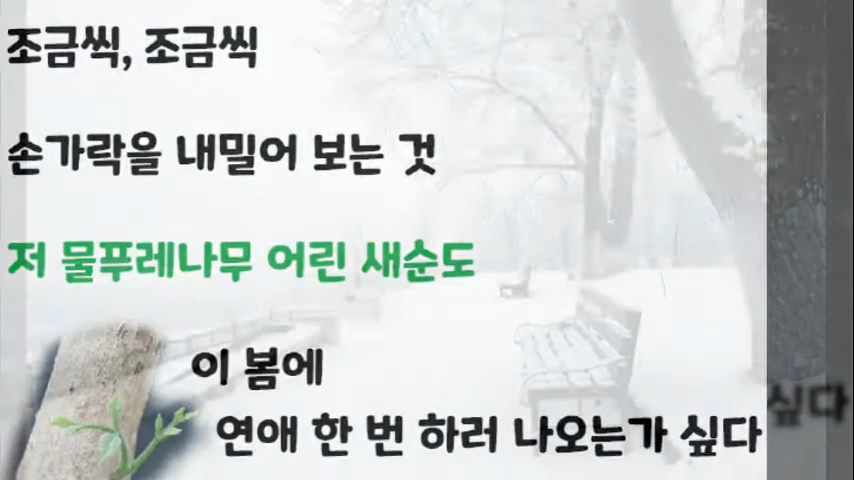 조금씩, 조금씩
손가락을 내밀어 보는 것
저 물푸레나무 어린 새순도
이 봄에
연애 한 번 하러 나오는가 싶다
싶다